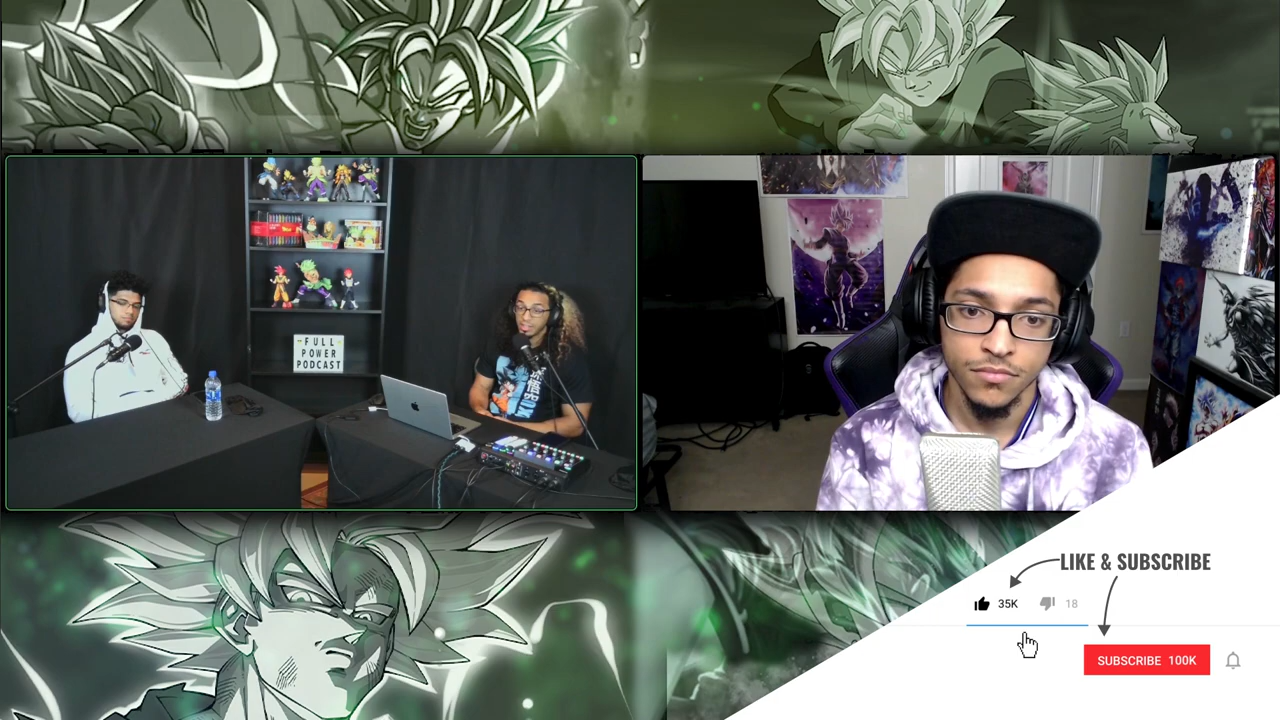 FULL
POWER
PODCAST
LIKE & SUBSCRIBE
35K
18
SUBSCRIBE 100K